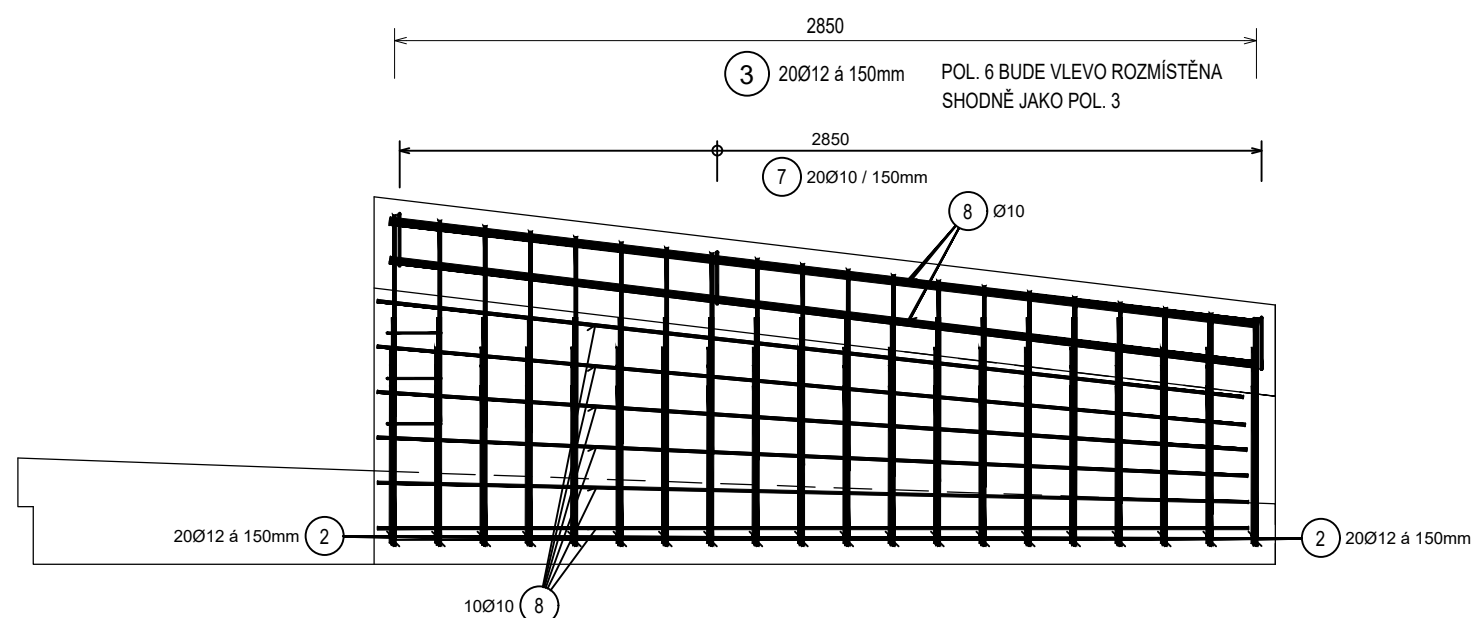 2850
3 20Ø12 á 150mm
POL. 6 BUDE VLEVO ROZMÍSTĚNA
SHODNĚ JAKO POL. 3
2850
7 20Ø10 / 150mm
8 Ø10
20Ø12 á 150mm 2
2 20Ø12 á 150mm
10Ø10 8